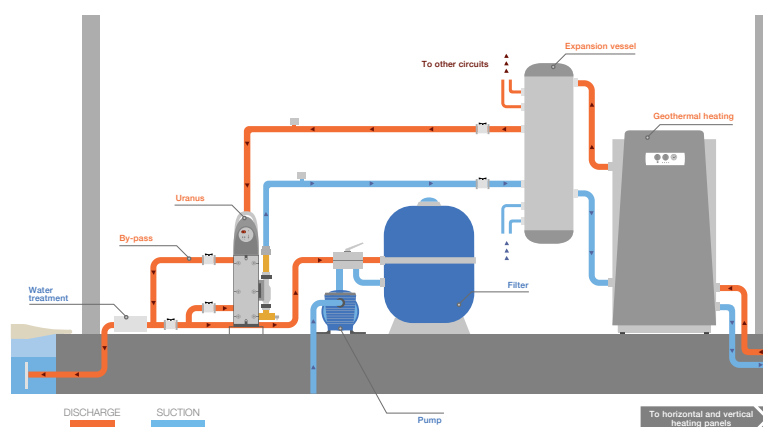 Expansion vessel
To other circuits
Geothermal heating
Uranus
By-pass
Water
treatment
Filter
Pump
DISCHARGE
SUCTION
To horizontal and vertical
heating panels